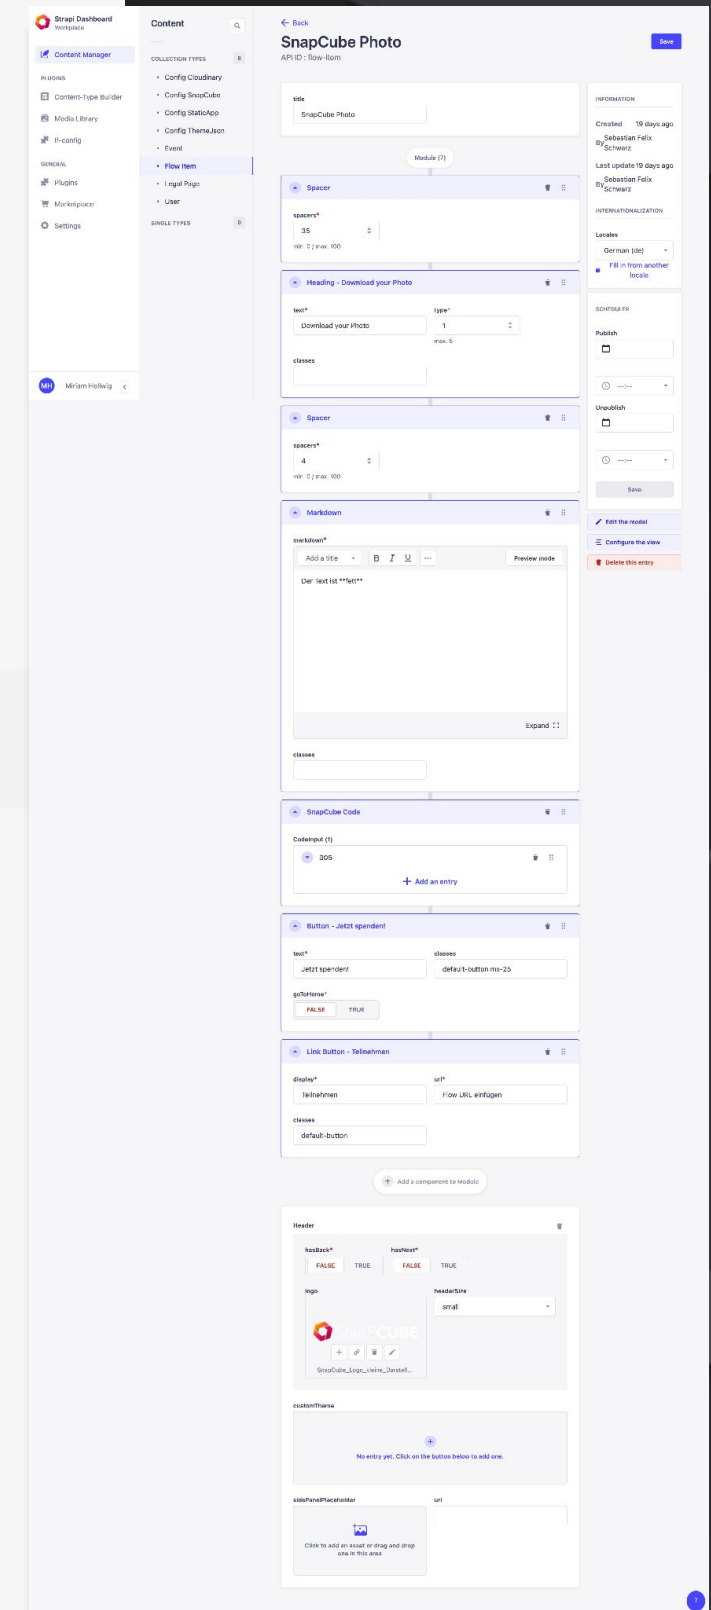 Strapi Dashboard
Workplace
Content Manager
PLUGINS
Content-Type Builder
Media Library
If-config
GENERAL
Plugins
Marketplace
Settings
MH
Miriam Hellwig
Content
COLLECTION TYPES
8
Config Cloudinary
Config SnapCube
Config StaticApp
Config ThemeJson
Event
Flow Item
Legal Page
User
SINGLE TYPES
0
Back
SnapCube Photo
API ID : flow-item
Save
title
SnapCube Photo
Module (7)
Spacer
spacers*
35
min. 0 / max. 100
Heading - Download your Photo
text*
type*
Download your Photo
1
max. 5
classes
Spacer
spacers*
4
min. 0 / max. 100
Markdown
markdown*
Add a title
B I U ...
Preview mode
Der Text ist **fett**
Expand
classes
SnapCube Code
CodeInput (1)
305
Add an entry
Button - Jetzt spenden!
text*
classes
Jetzt spenden!
default-button mx-25
goToHome*
FALSE TRUE
Link Button - Teilnehmen
display*
url*
Teilnehmen
Flow URL einfügen
classes
default-button
Add a component to Module
Header
hasBack*
hasNext*
FALSE TRUE
FALSE TRUE
logo
headerSize
small
SNAPCUBE
SnapCube_Logo_kleine_Darstell...
customTheme
No entry yet. Click on the button below to add one.
sidePanelPlaceholder
Click to add an asset or drag and drop
one in this area
INFORMATION
Created 19 days ago
By Sebastian Felix
Schwarz
Last update 19 days ago
By Sebastian Felix
Schwarz
INTERNATIONALIZATION
Locales
German (de)
Fill in from another
locale
SCHEDULER
Publish
--:--
Unpublish
--:--
Save
Edit the model
Configure the view
Delete this entry
?